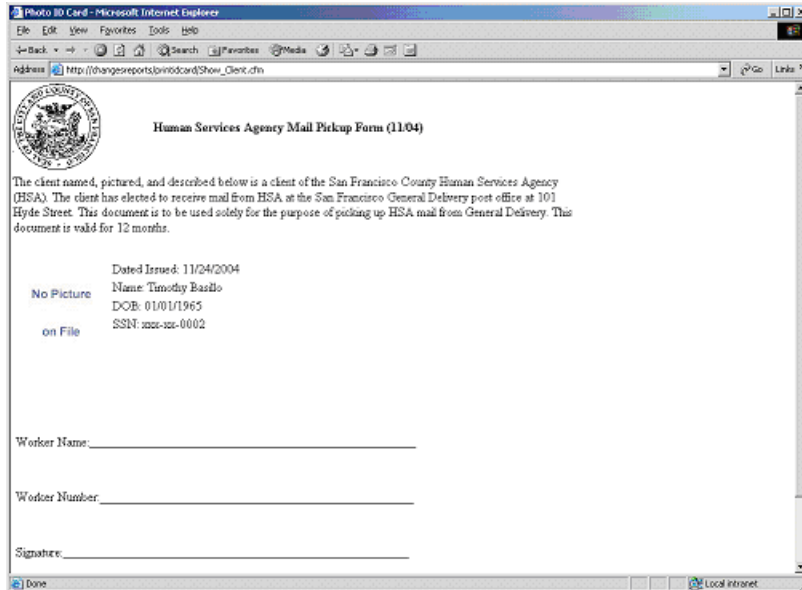 Photo ID Card - Microsoft Internet Explorer
File Edit View Favorites Tools Help
Back Search Favorites Media
Address http://changesreports/printidcard/Show_Client.cfm Go Links
Human Services Agency Mail Pickup Form (11/04)
The client named, pictured, and described below is a client of the San Francisco County Human Services Agency
(HSA). The client has elected to receive mail from HSA at the San Francisco General Delivery post office at 101
Hyde Street. This document is to be used solely for the purpose of picking up HSA mail from General Delivery. This
document is valid for 12 months.
No Picture
on File
Dated Issued: 11/24/2004
Name: Timothy Basilo
DOB: 01/01/1965
SSN: xxx-xx-0002
Worker Name:
Worker Number:
Signature:
Done Local intranet